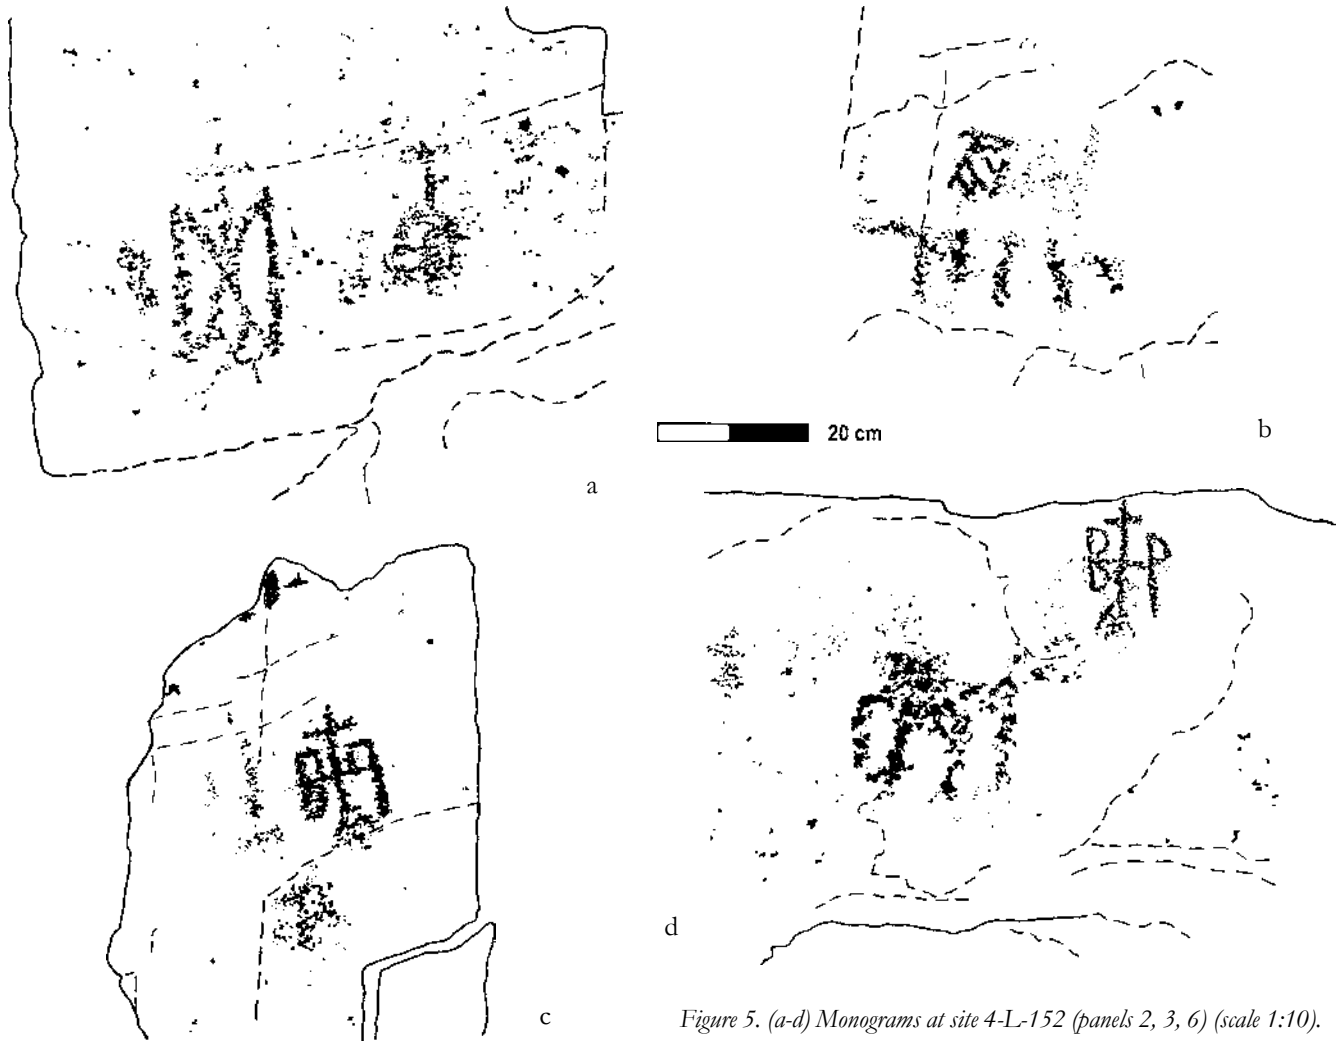 20 cm
b
a
B P
d
c
Figure 5. (a-d) Monograms at site 4-L-152 (panels 2, 3, 6) (scale 1:10).